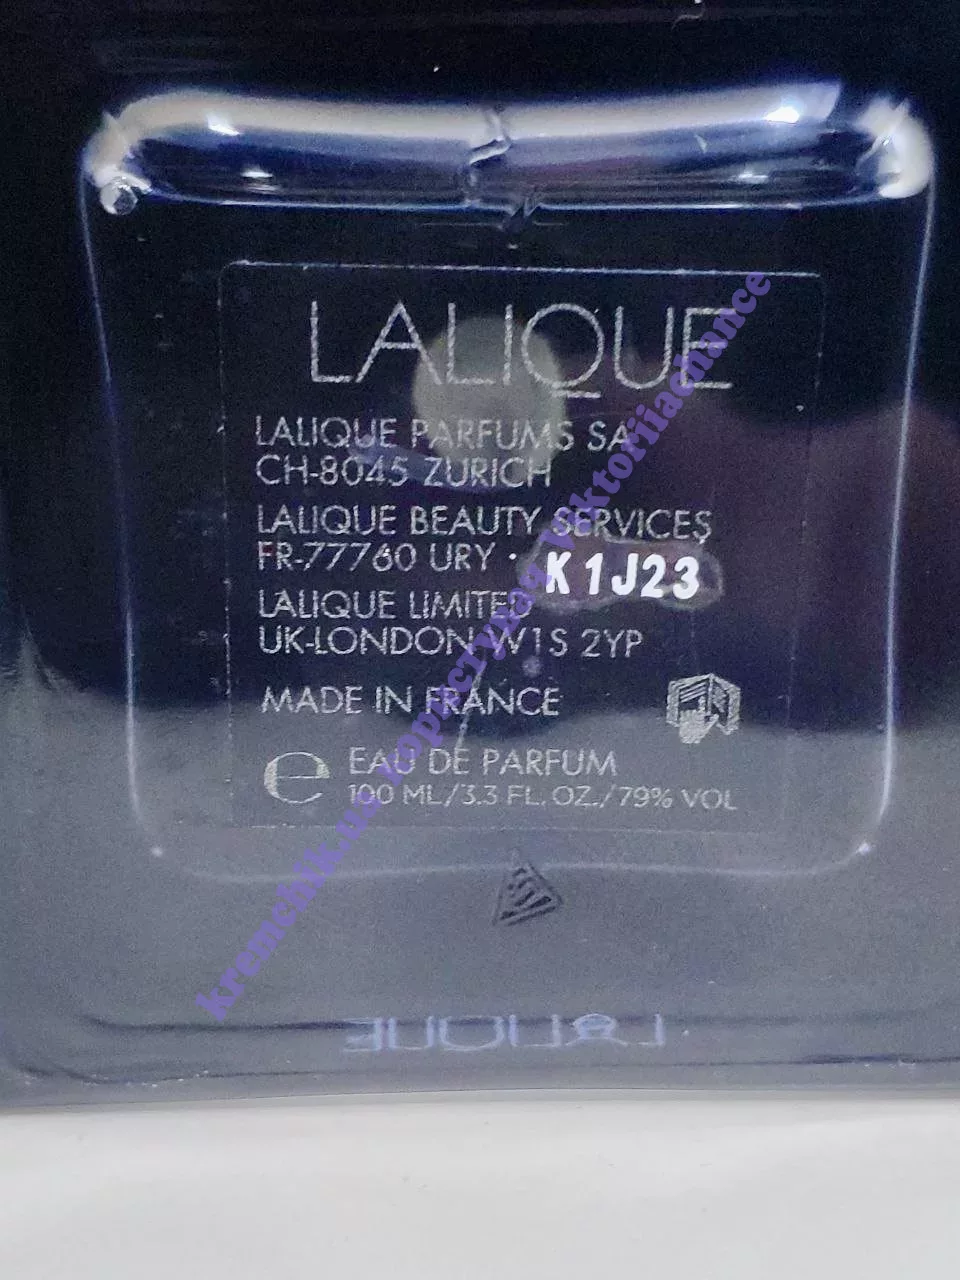 LALIQUE
LALIQUE PARFUMS SA
CH-8045 ZURICH
LALIQUE BEAUTY SERVICES
FR-77760 URY
K1J23
LALIQUE LIMITED
UK-LONDON W1S 2YP
MADE IN FRANCE
e EAU DE PARFUM
100 ML/3.3 FL. OZ./79% VOL
LALIQUE
kremchik.ua
Viktoriiachance